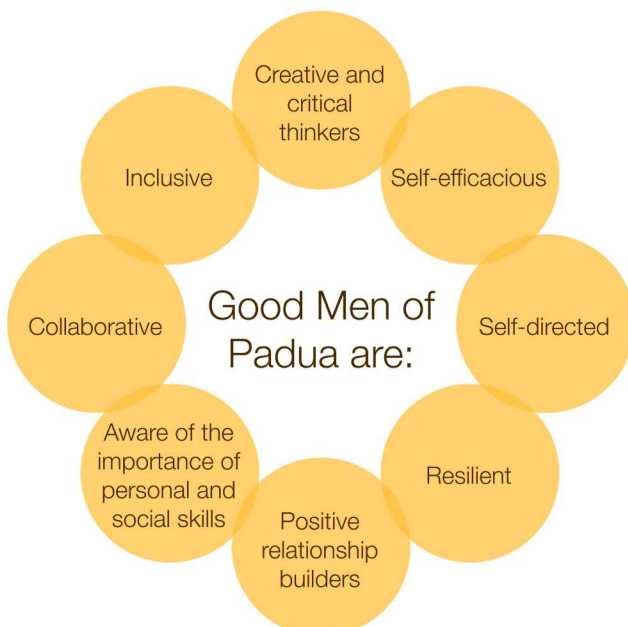 Good Men of
Padua are:
Creative and
critical
thinkers
Self-efficacious
Self-directed
Resilient
Positive
relationship
builders
Aware of the
importance of
personal and
social skills
Collaborative
Inclusive